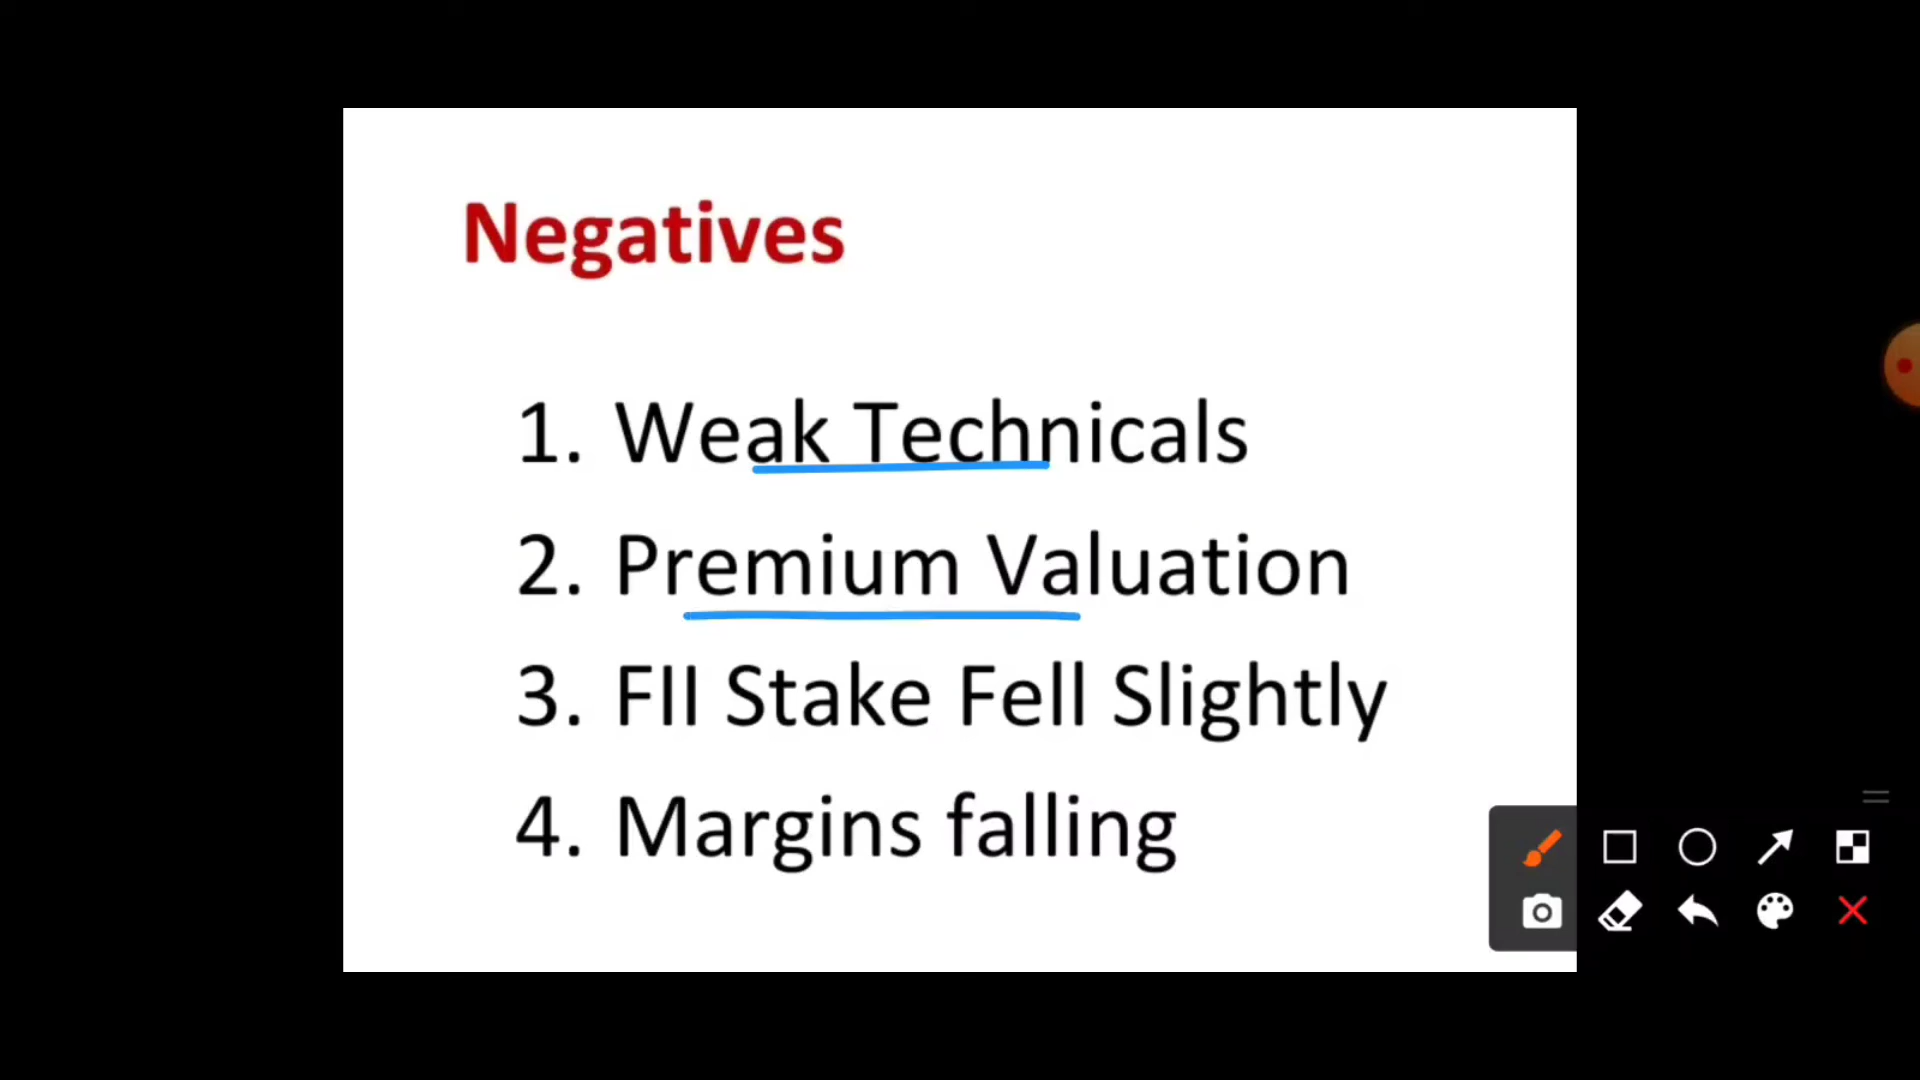 Negatives
1. Weak Technicals
2. Premium Valuation
3. FII Stake Fell Slightly
4. Margins falling